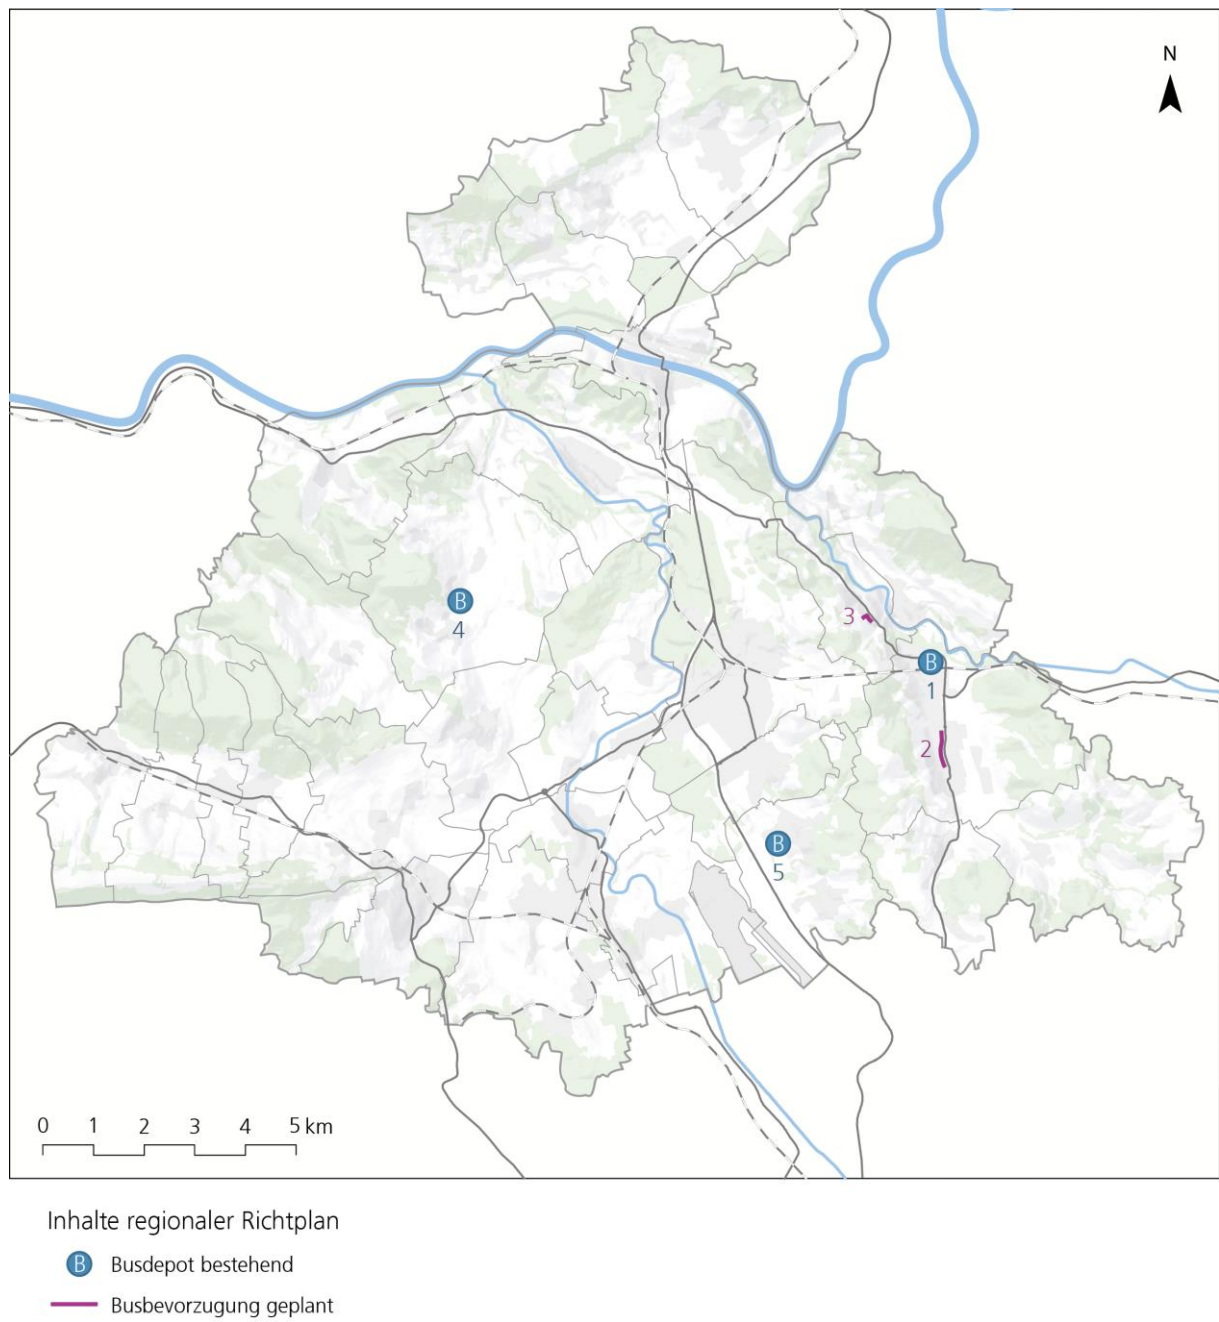 N
B
4
3
B
1
2
B
5
0 1 2 3 4 5 km
Inhalte regionaler Richtplan
B Busdepot bestehend
Busbevorzugung geplant